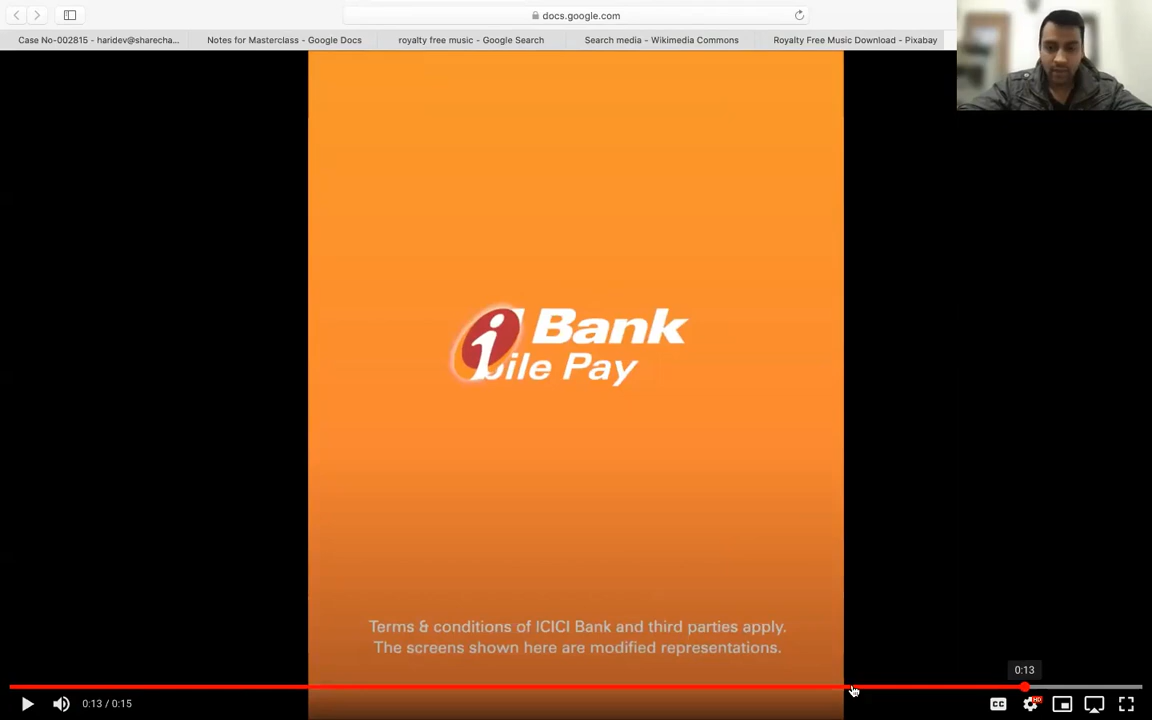 docs.google.com
Case No-002815 - haridev@sharecha...
Notes for Masterclass - Google Docs
royalty free music - Google Search
Search media - Wikimedia Commons
Royalty Free Music Download - Pixabay
i Bank
bile Pay
Terms & conditions of ICICI Bank and third parties apply.
The screens shown here are modified representations.
0:13
0:13 / 0:15
CC
HD